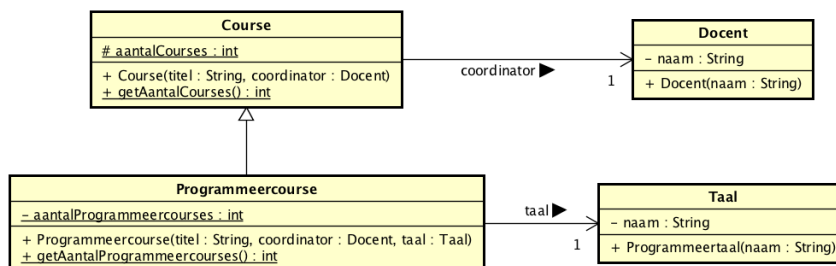 Course
# aantalCourses : int
+ Course(titel : String, coordinator : Docent)
+ getAantalCourses() : int
coordinator
1
Docent
- naam : String
+ Docent(naam : String)
Programmeercourse
- aantalProgrammeercourses : int
+ Programmeercourse(titel : String, coordinator : Docent, taal : Taal)
+ getAantalProgrammeercourses() : int
taal
1
Taal
- naam : String
+ Programmeertaal(naam : String)